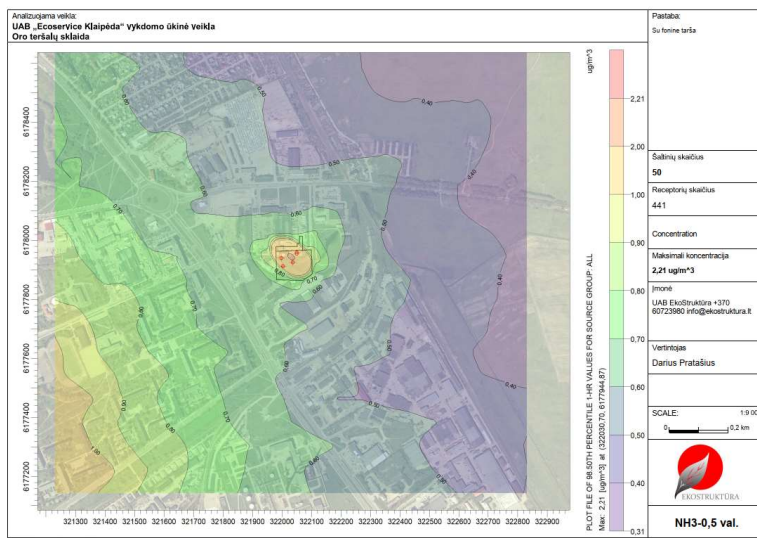 Analizuojama veikla:
UAB „Ecoservice Klaipėda“ vykdomo ūkinė veikla
Oro teršalų sklaida
Pastaba:
Su fonine tarša
Šaltinių skaičius
50
Receptorių skaičius
441
Concentration
Maksimali koncentracija
2,21 ug/m^3
Įmonė
UAB EkoStruktūra +370
60723980 info@ekostruktura.lt
Vertintojas
Darius Pratašius
SCALE:
0
0,2 km
EKOSTRUKTŪRA
NH3-0,5 val.
ug/m^3
2,21
2,00
1,00
0,90
0,80
0,70
0,60
0,50
0,40
0,31
PLOT FILE OF 98.50TH PERCENTILE 1-HR VALUES FOR SOURCE GROUP: ALL
Max: 2,21 [ug/m^3] at (322030,70, 6177944,87)
6178400
6178200
6178000
6177800
6177600
6177400
6177200
321300 321400 321500 321600 321700 321800 321900 322000 322100 322200 322300 322400 322500 322600 322700 322800 322900